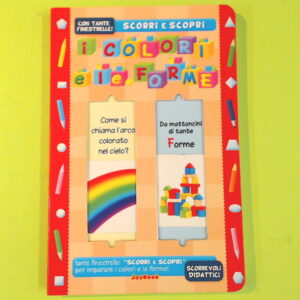 CON TANTE
FINESTRELLE!
SCORRI E SCOPRI
i COLORI
e le FORME
Come si
chiama l'arco
colorato
nel cielo?
Da mattoncini
di tante
Forme
tante finestrelle "SCORRI E SCOPRI"
per imparare i colori e le forme!
JoyBook
SCORREVOLI
DIDATTICI